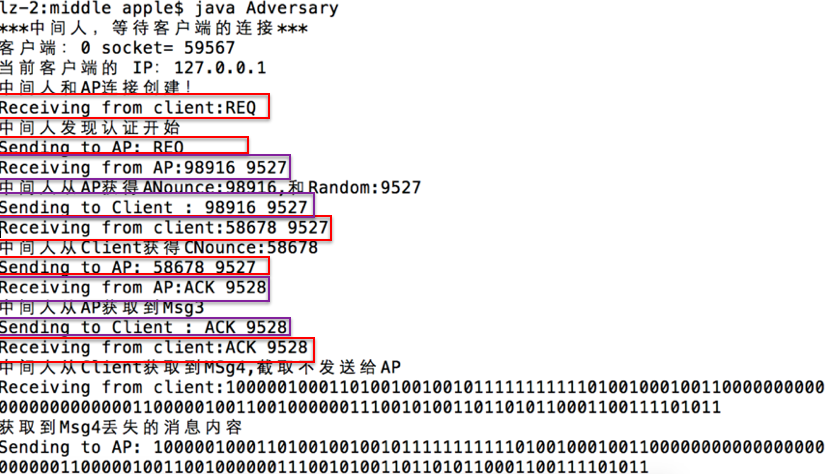 lz-2:middle apple$ java Adversary
***中间人，等待客户端的连接***
客户端：0 socket= 59567
当前客户端的 IP：127.0.0.1
中间人和AP连接创建！
Receiving from client:REQ
中间人发现认证开始
Sending to AP: REQ
Receiving from AP:98916 9527
中间人从AP获得ANounce:98916,和Random:9527
Sending to Client : 98916 9527
Receiving from client:58678 9527
中间人从Client获得CNounce:58678
Sending to AP: 58678 9527
Receiving from AP:ACK 9528
中间人从AP获取到Msg3
Sending to Client : ACK 9528
Receiving from client:ACK 9528
中间人从Client获取到MSg4,截取不发送给AP
Receiving from client:1000001000110100100100101111111111110100100010011000000000
0000000000000110000010011001000000111001010011011010110001100111101011
获取到Msg4丢失的消息内容
Sending to AP: 10000010001101001001001011111111111101001000100110000000000000000
000000110000010011001000000111001010011011010110001100111101011